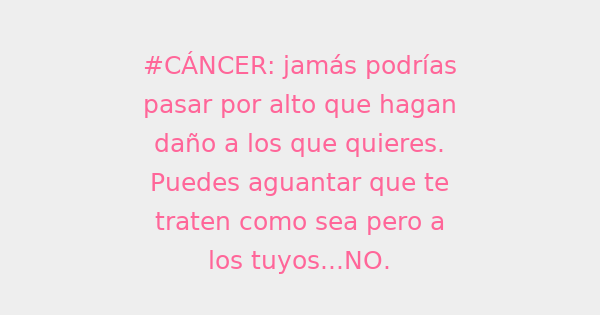 #CÁNCER: jamás podrías
pasar por alto que hagan
daño a los que quieres.
Puedes aguantar que te
traten como sea pero a
los tuyos...NO.